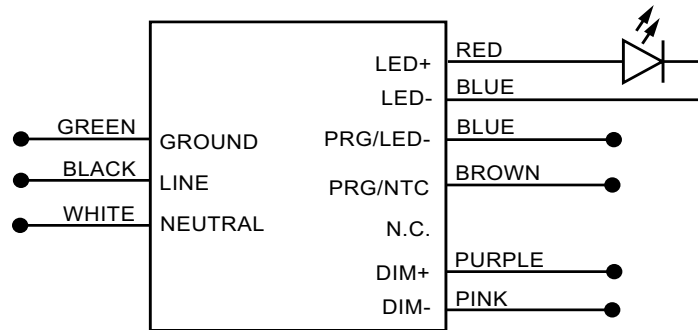 LED+ RED
LED- BLUE
GREEN GROUND PRG/LED- BLUE
BLACK LINE PRG/NTC BROWN
WHITE NEUTRAL N.C.
DIM+ PURPLE
DIM- PINK